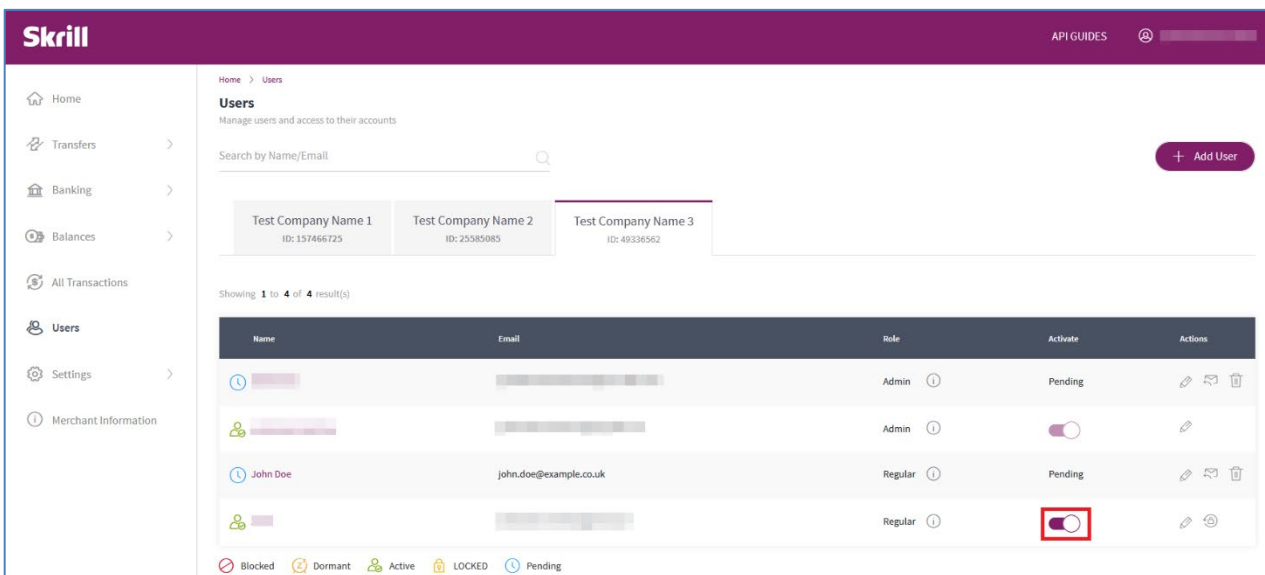 Skrill
API GUIDES
Home
Transfers
Banking
Balances
All Transactions
Users
Settings
Merchant Information
Home > Users
Users
Manage users and access to their accounts
Search by Name/Email
+ Add User
Test Company Name 1
ID: 157466725
Test Company Name 2
ID: 25585085
Test Company Name 3
ID: 49336562
Showing 1 to 4 of 4 result(s)
Name Email Role Activate Actions
Admin Pending
Admin
John Doe john.doe@example.co.uk Regular Pending
Regular
Blocked Dormant Active LOCKED Pending